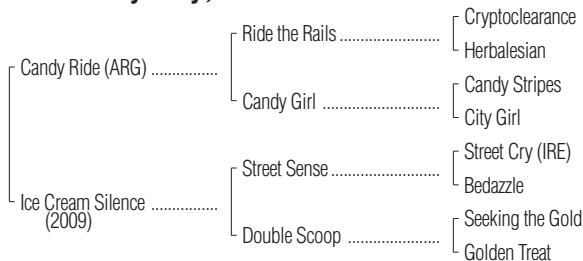 Cryptoclearance
Ride the Rails
Herbalesian
Candy Ride (ARG)
Candy Stripes
Candy Girl
City Girl
Street Cry (IRE)
Street Sense
Bedazzle
Ice Cream Silence
(2009)
Seeking the Gold
Double Scoop
Golden Treat